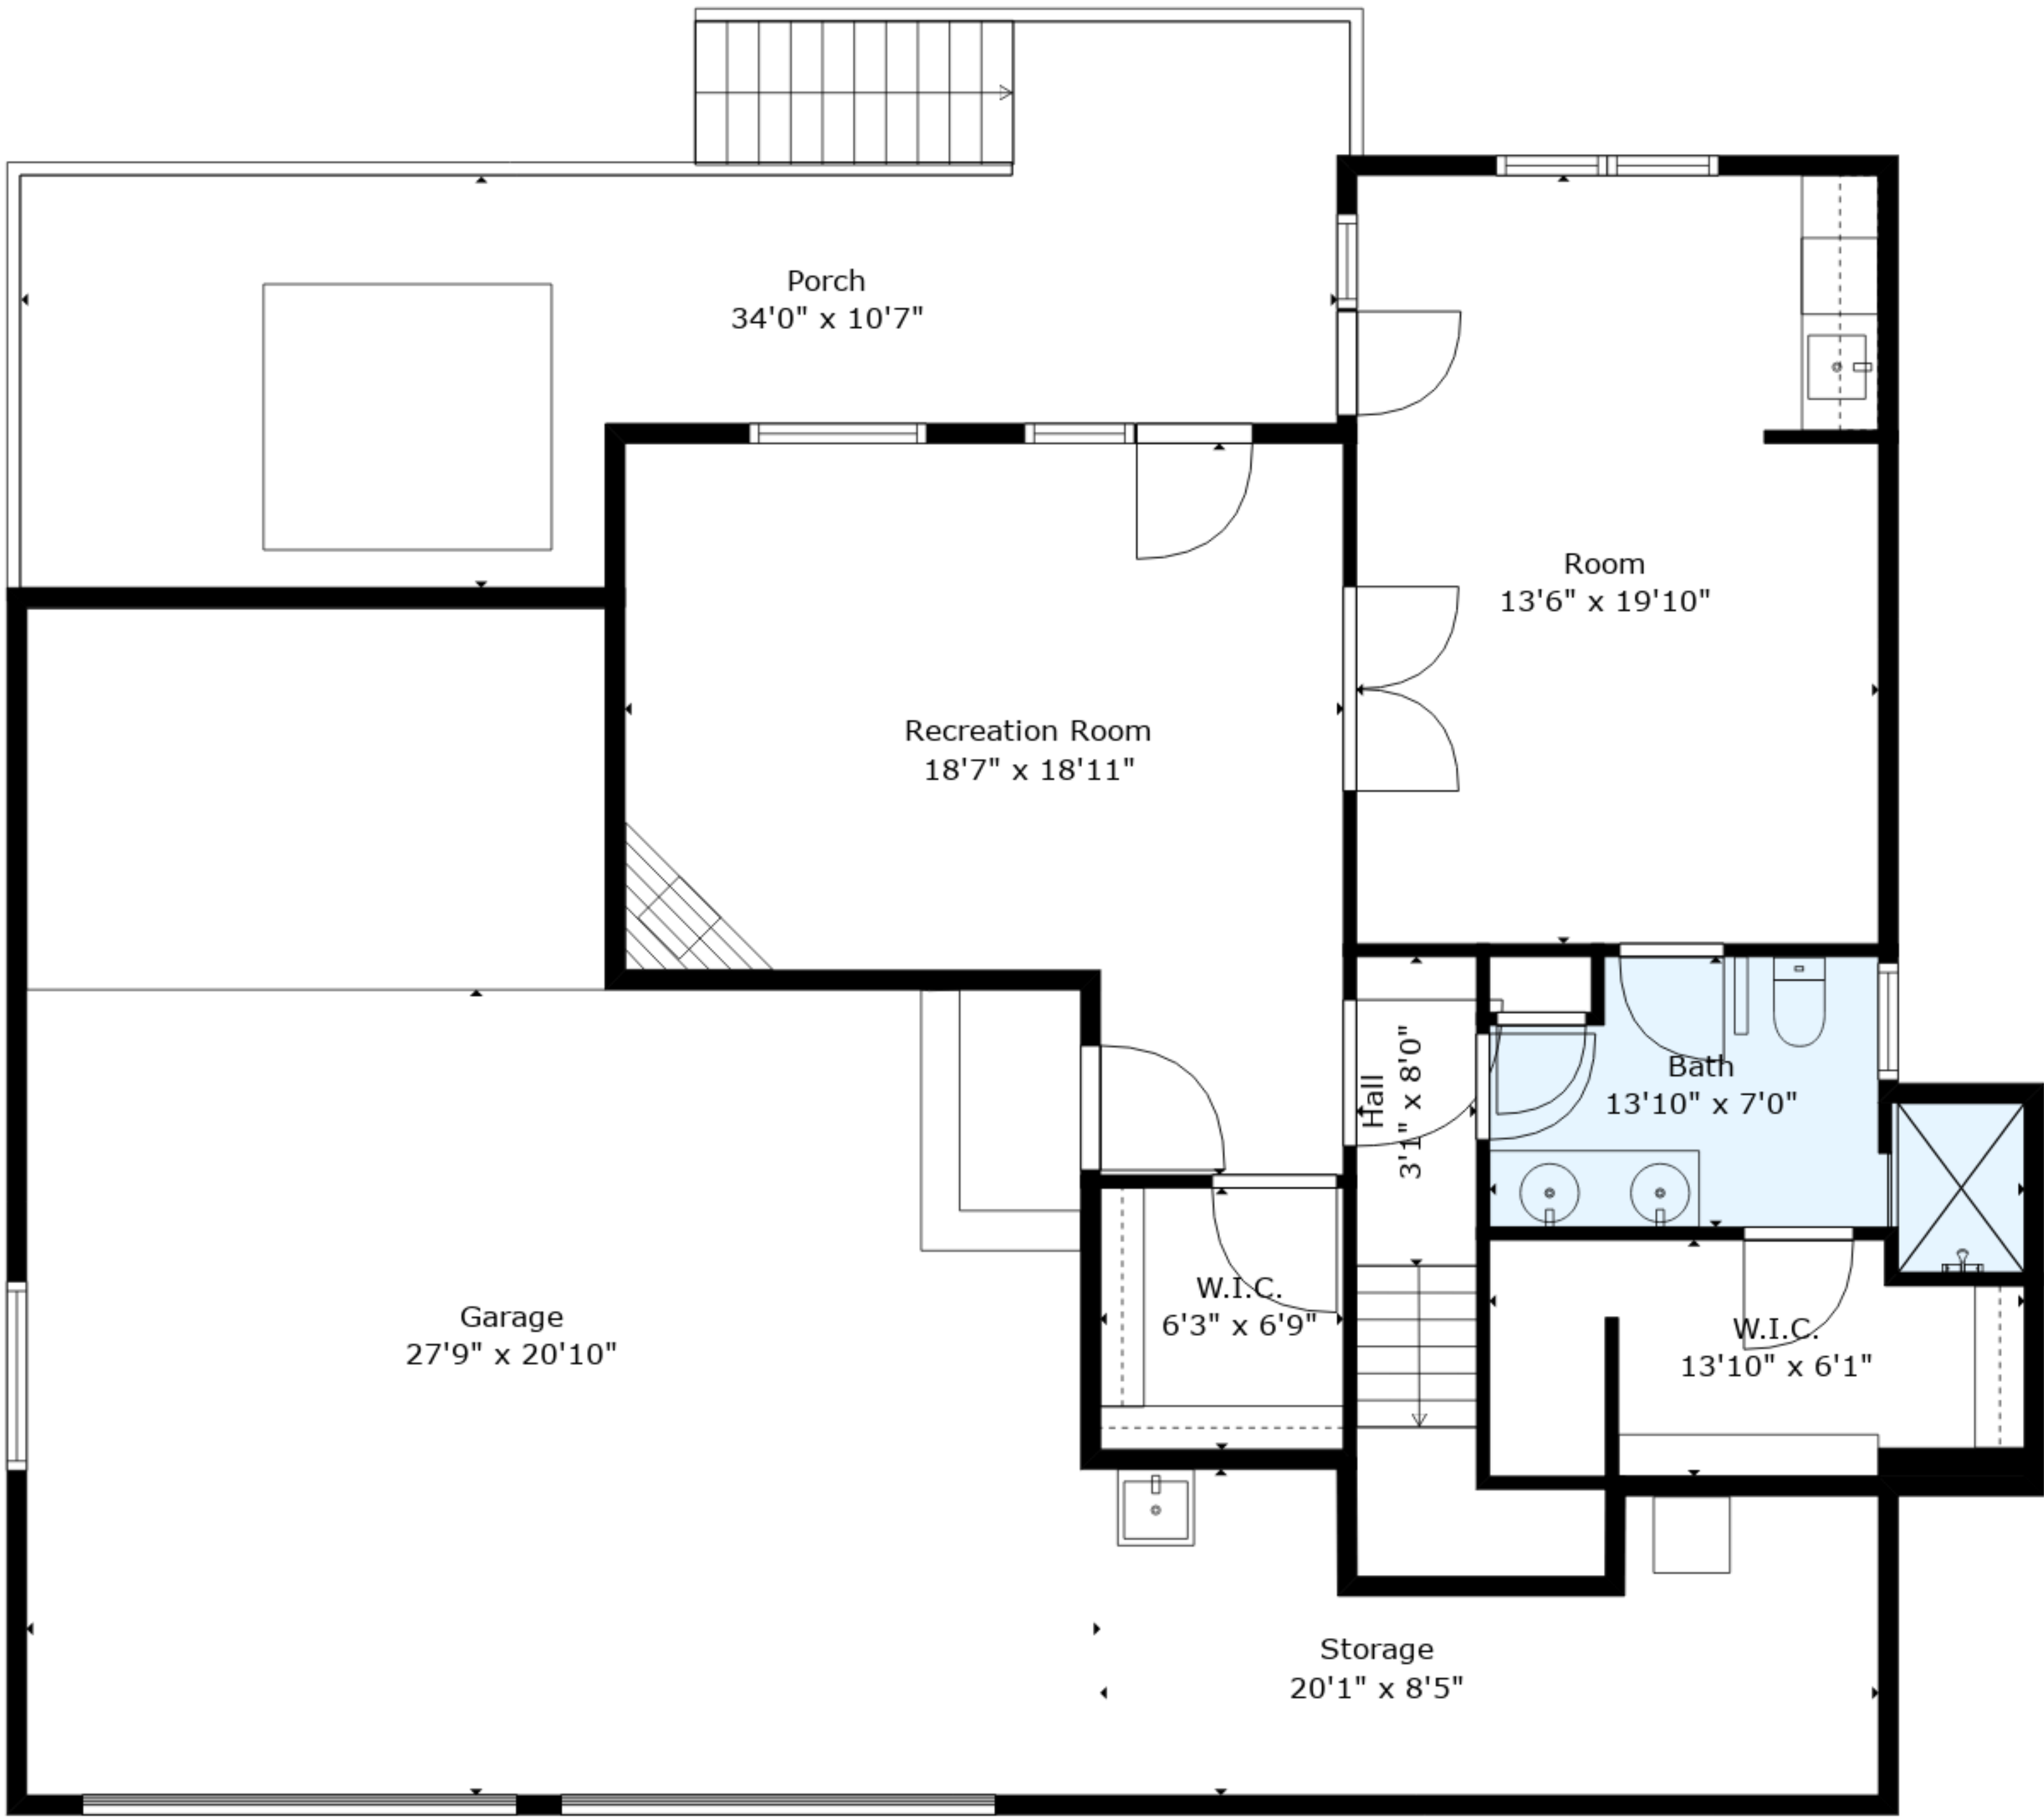 Porch
34'0" x 10'7"
Room
13'6" x 19'10"
Recreation Room
18'7" x 18'11"
Hall
3'1" x 8'0"
Bath
13'10" x 7'0"
W.I.C.
6'3" x 6'9"
Garage
27'9" x 20'10"
W.I.C.
13'10" x 6'1"
Storage
20'1" x 8'5"